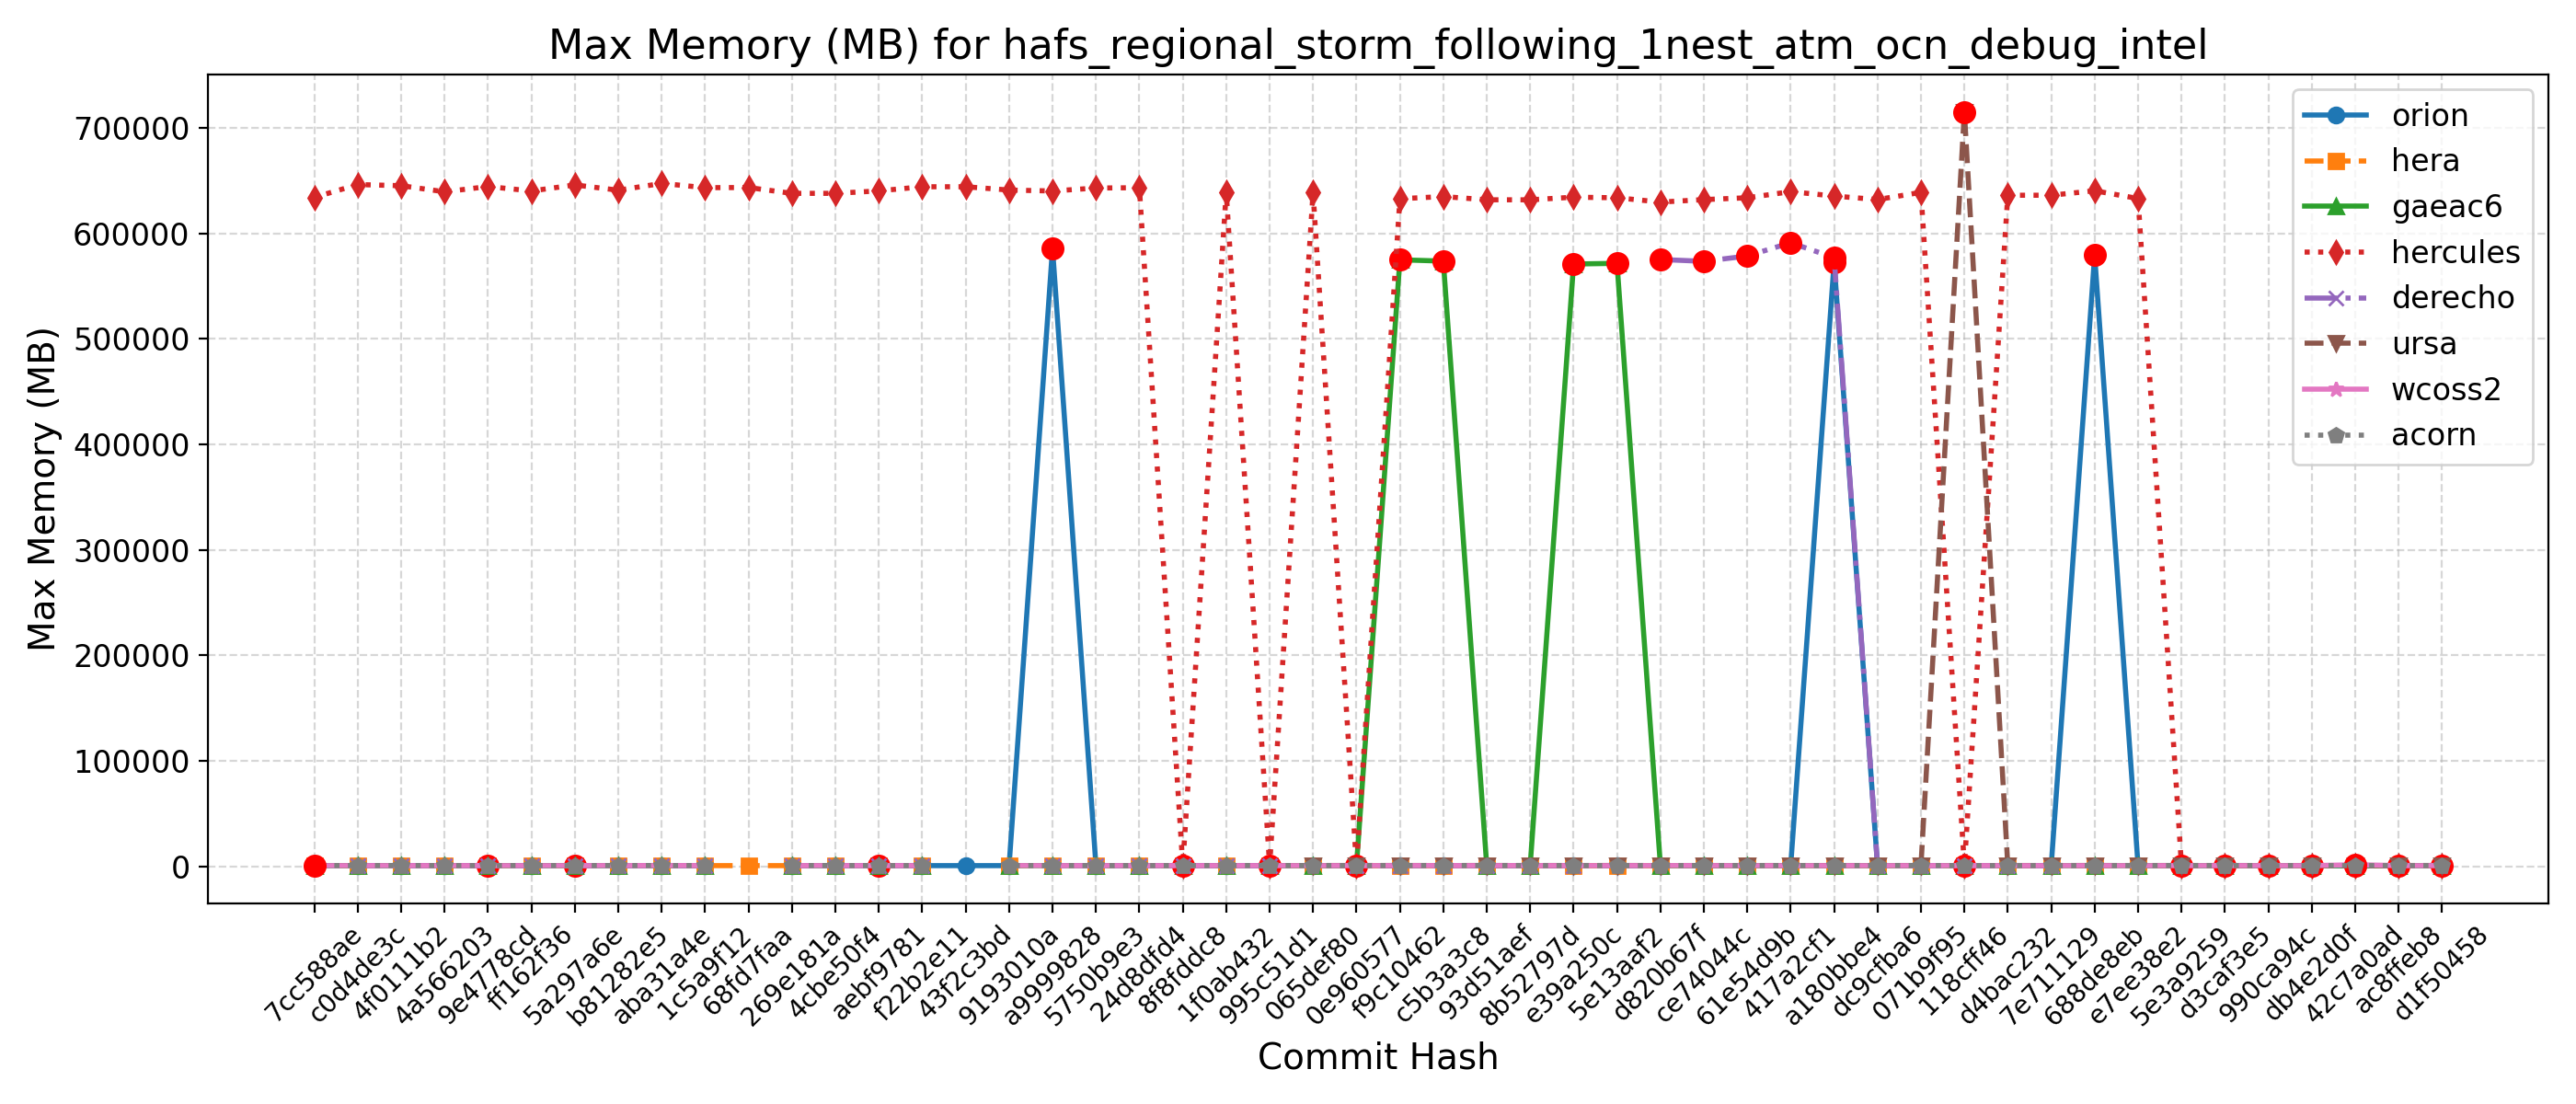 Max Memory (MB) for hafs_regional_storm_following_1nest_atm_ocn_debug_intel
Max Memory (MB)
700000
600000
500000
400000
300000
200000
100000
0
orion
hera
gaeac6
hercules
derecho
ursa
wcoss2
acorn
7cc588ae
c0d4de3c
4f0111b2
4a566203
9e4778cd
ff162f36
5a297a6e
b81282e5
aba31a4e
1c5a9f12
68fd7faa
269e181a
4cbe50f4
aebf9781
f22b2e11
43f2c3bd
9193010a
a9999828
5750b9e3
24d8dfd4
8f8fddc8
1f0ab432
995c51d1
065def80
0e960577
f9c10462
c5b3a3c8
93d51aef
8b52797d
e39a250c
5e13aaf2
d820b67f
ce74044c
61e54d9b
417a2cf1
a180bbe4
dc9cfba6
071b9f95
118cff46
d4bac232
7e711129
688de8eb
e7ee38e2
5e3a9259
d3caf3e5
990ca94c
db4e2d0f
42c7a0ad
ac8ffeb8
d1f50458
Commit Hash